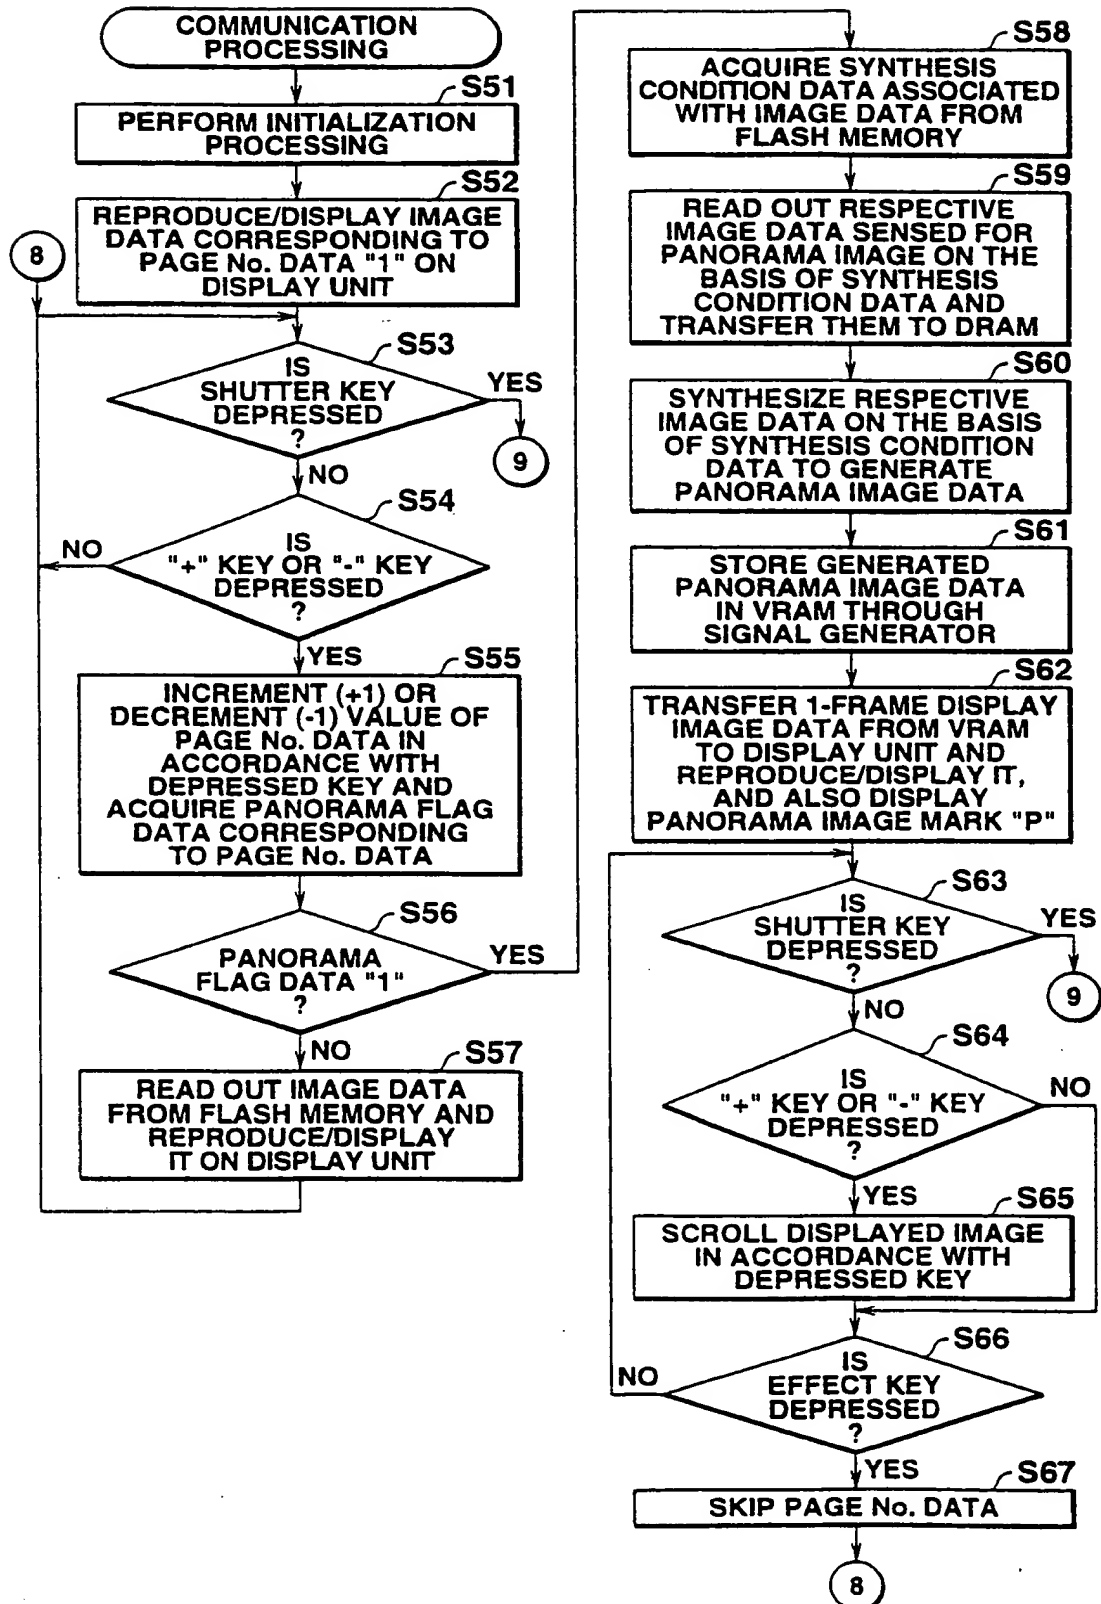 COMMUNICATION
PROCESSING
S51
PERFORM INITIALIZATION
PROCESSING
S52
REPRODUCE/DISPLAY IMAGE
DATA CORRESPONDING TO
PAGE No. DATA "1" ON
DISPLAY UNIT
8
S53
IS
SHUTTER KEY
DEPRESSED
?
YES
9
NO
S54
IS
"+" KEY OR "-" KEY
DEPRESSED
?
NO
YES
S55
INCREMENT (+1) OR
DECREMENT (-1) VALUE OF
PAGE No. DATA IN
ACCORDANCE WITH
DEPRESSED KEY AND
ACQUIRE PANORAMA FLAG
DATA CORRESPONDING
TO PAGE No. DATA
S56
PANORAMA
FLAG DATA "1"
?
YES
NO
S57
READ OUT IMAGE DATA
FROM FLASH MEMORY AND
REPRODUCE/DISPLAY
IT ON DISPLAY UNIT
S58
ACQUIRE SYNTHESIS
CONDITION DATA ASSOCIATED
WITH IMAGE DATA FROM
FLASH MEMORY
S59
READ OUT RESPECTIVE
IMAGE DATA SENSED FOR
PANORAMA IMAGE ON THE
BASIS OF SYNTHESIS
CONDITION DATA AND
TRANSFER THEM TO DRAM
S60
SYNTHESIZE RESPECTIVE
IMAGE DATA ON THE BASIS
OF SYNTHESIS CONDITION
DATA TO GENERATE
PANORAMA IMAGE DATA
S61
STORE GENERATED
PANORAMA IMAGE DATA
IN VRAM THROUGH
SIGNAL GENERATOR
S62
TRANSFER 1-FRAME DISPLAY
IMAGE DATA FROM VRAM
TO DISPLAY UNIT AND
REPRODUCE/DISPLAY IT,
AND ALSO DISPLAY
PANORAMA IMAGE MARK "P"
S63
IS
SHUTTER KEY
DEPRESSED
?
YES
9
NO
S64
IS
"+" KEY OR "-" KEY
DEPRESSED
?
NO
YES
S65
SCROLL DISPLAYED IMAGE
IN ACCORDANCE WITH
DEPRESSED KEY
S66
IS
EFFECT KEY
DEPRESSED
?
NO
YES
S67
SKIP PAGE No. DATA
8